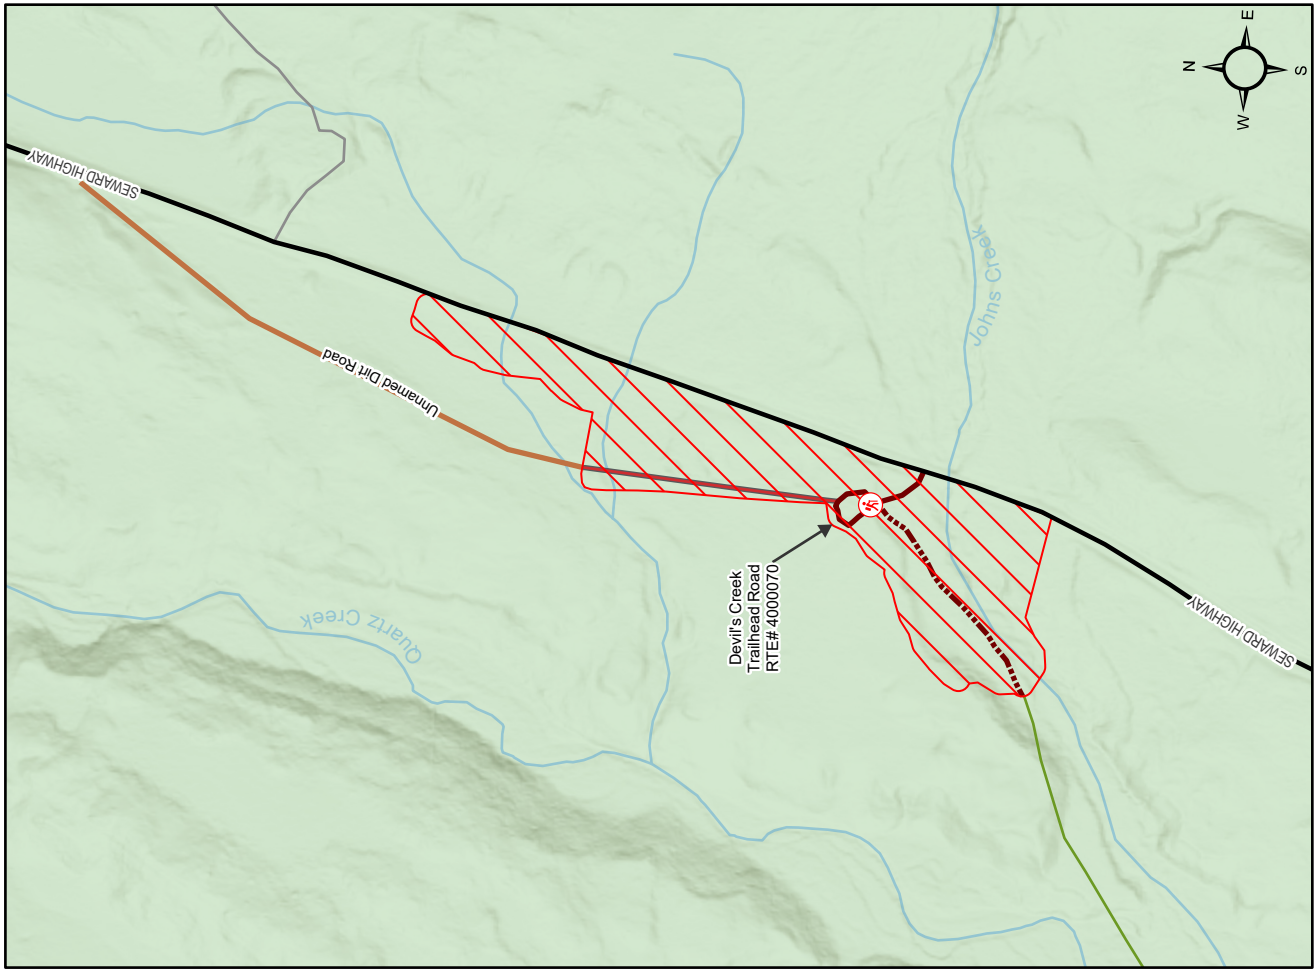 SEWARD HIGHWAY
Unnamed Dirt Road
Quartz Creek
Johns Creek
Devil's Creek
Trailhead Road
RTE# 4000070
SEWARD HIGHWAY
N
E
S
W